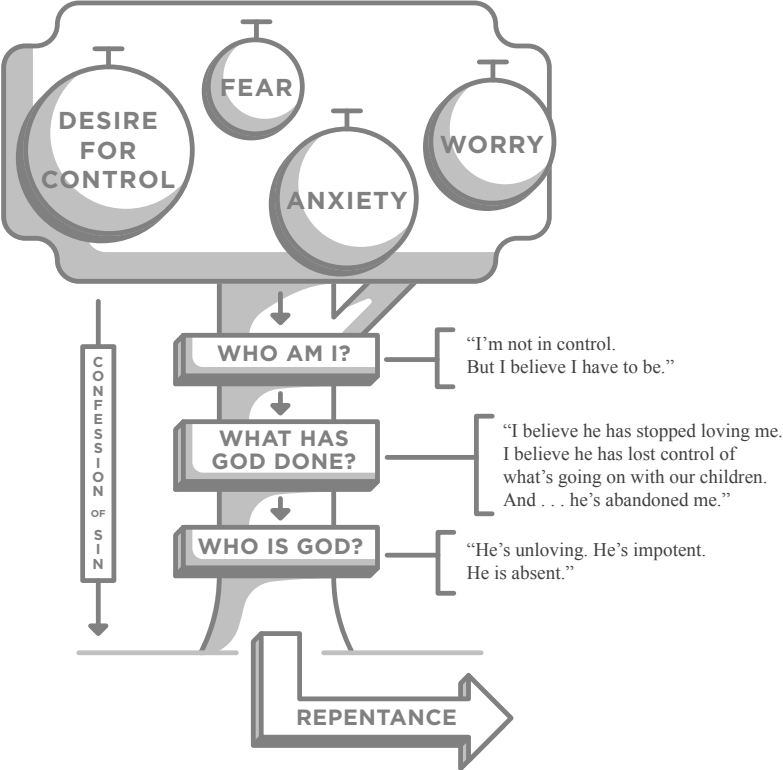 DESIRE
FOR
CONTROL
FEAR
ANXIETY
WORRY
CONFESSION OF SIN
WHO AM I?
“I’m not in control.
But I believe I have to be.”
WHAT HAS
GOD DONE?
“I believe he has stopped loving me.
I believe he has lost control of
what’s going on with our children.
And . . . he’s abandoned me.”
WHO IS GOD?
“He’s unloving. He’s impotent.
He is absent.”
REPENTANCE